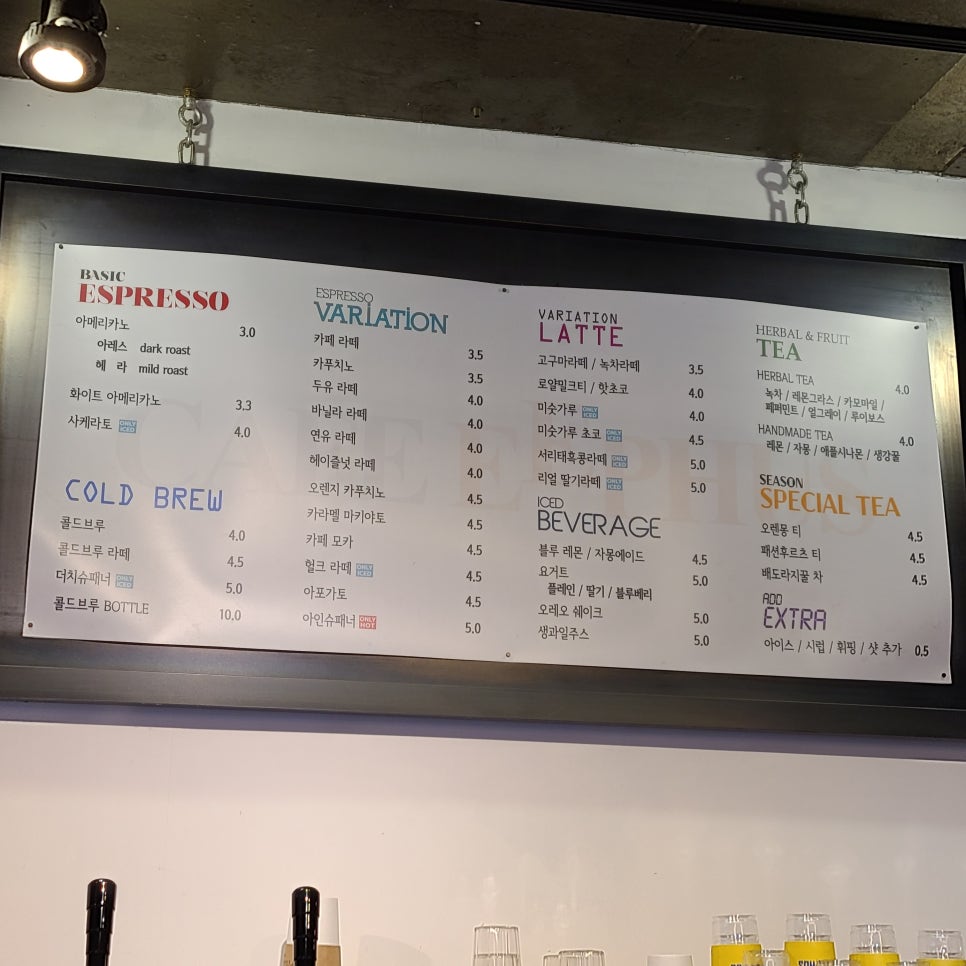 BASIC
ESPRESSO
아메리카노 3.0
아레스 dark roast
헤 라 mild roast
화이트 아메리카노 3.3
사케라토 ONLY ICED 4.0
COLD BREW
콜드브루 4.0
콜드브루 라떼 4.5
더치슈패너 ONLY ICED 5.0
콜드브루 BOTTLE 10.0
ESPRESSO
VARIATION
카페 라떼 3.5
카푸치노 3.5
두유 라떼 4.0
바닐라 라떼 4.0
연유 라떼 4.0
헤이즐넛 라떼 4.0
오렌지 카푸치노 4.5
카라멜 마키야토 4.5
카페 모카 4.5
헐크 라떼 ONLY ICED 4.5
아포가토 4.5
아인슈패너 ONLY HOT 5.0
VARIATION
LATTE
고구마라떼 / 녹차라떼 3.5
로얄밀크티 / 핫초코 4.0
미숫가루 ONLY ICED 4.0
미숫가루 초코 ONLY ICED 4.5
서리태흑콩라떼 ONLY ICED 5.0
리얼 딸기라떼 ONLY ICED 5.0
ICED
BEVERAGE
블루 레몬 / 자몽에이드 4.5
요거트 5.0
플레인 / 딸기 / 블루베리
오레오 쉐이크 5.0
생과일주스 5.0
HERBAL & FRUIT
TEA
HERBAL TEA 4.0
녹차 / 레몬그라스 / 카모마일 /
페퍼민트 / 얼그레이 / 루이보스
HANDMADE TEA 4.0
레몬 / 자몽 / 애플시나몬 / 생강꿀
SEASON
SPECIAL TEA
오렌몽 티 4.5
패션후르츠 티 4.5
배도라지꿀 차 4.5
ADD
EXTRA
아이스 / 시럽 / 휘핑 / 샷 추가 0.5